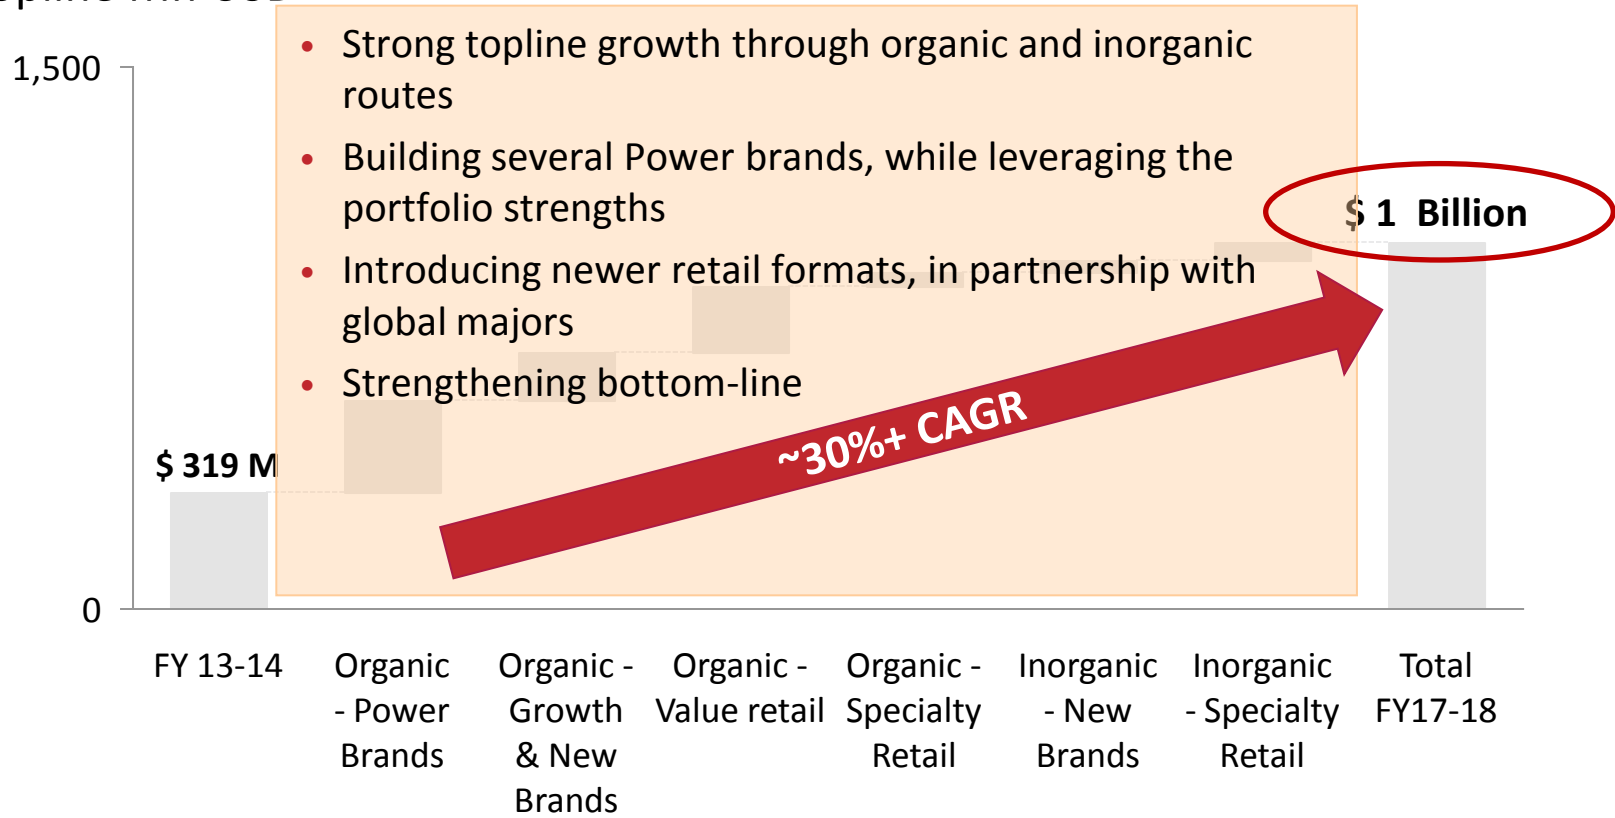 1,500
• Strong topline growth through organic and inorganic
routes
• Building several Power brands, while leveraging the
portfolio strengths
• Introducing newer retail formats, in partnership with
global majors
• Strengthening bottom-line
$ 1 Billion
$ 319 M
~30%+ CAGR
0
FY 13-14
Organic
- Power
Brands
Organic -
Growth
& New
Brands
Organic -
Value retail
Organic -
Specialty
Retail
Inorganic
- New
Brands
Inorganic
- Specialty
Retail
Total
FY17-18